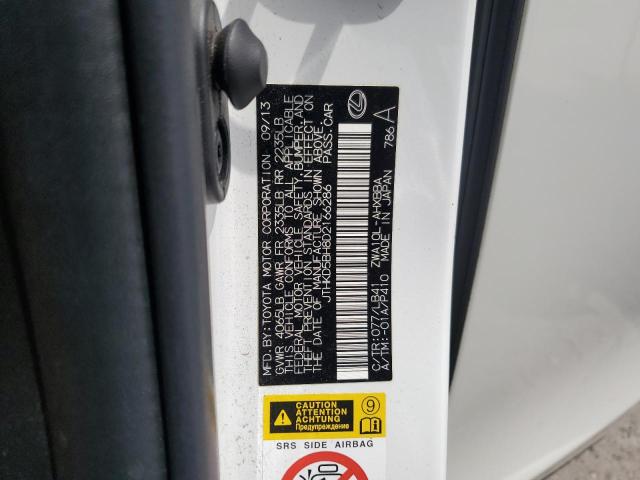 MFD.BY:TOYOTA MOTOR CORPORATION 09/13
GVWR 4065LB GAWR FR 2335LB RR 2235LB
THIS VEHICLE CONFORMS TO ALL APPLICABLE
FEDERAL MOTOR VEHICLE SAFETY, BUMPER, AND
THEFT PREVENTION STANDARDS IN EFFECT ON
THE DATE OF MANUFACTURE SHOWN ABOVE.
JTHKD5BH8D2166286 PASS.CAR
C/TR:077/LB41 ZWA10L-AHXBBA
A/TM:-01A/P410 MADE IN JAPAN
786 A
CAUTION
ATTENTION
ACHTUNG
Предупреждение
9
SRS SIDE AIRBAG